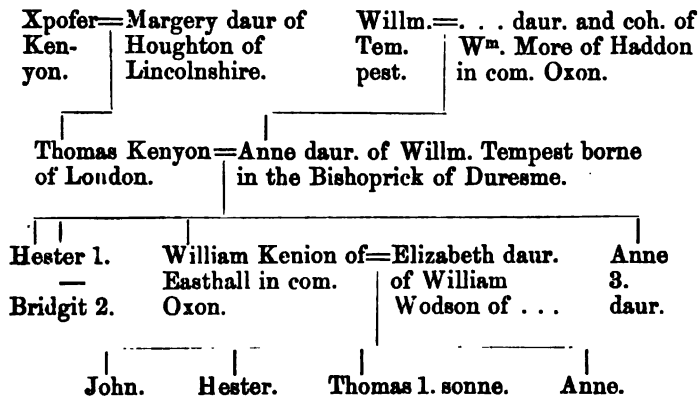 Xpofer=Margery daur of Willm.=. . . daur. and coh. of
Ken- Houghton of Tem. Wm. More of Haddon
yon. Lincolnshire. pest. in com. Oxon.
Thomas Kenyon=Anne daur. of Willm. Tempest borne
of London. in the Bishoprick of Duresme.
Hester 1. William Kenion of=Elizabeth daur. Anne
— Easthall in com. of William 3.
Bridgit 2. Oxon. Wodson of . . . daur.
John. Hester. Thomas 1. sonne. Anne.